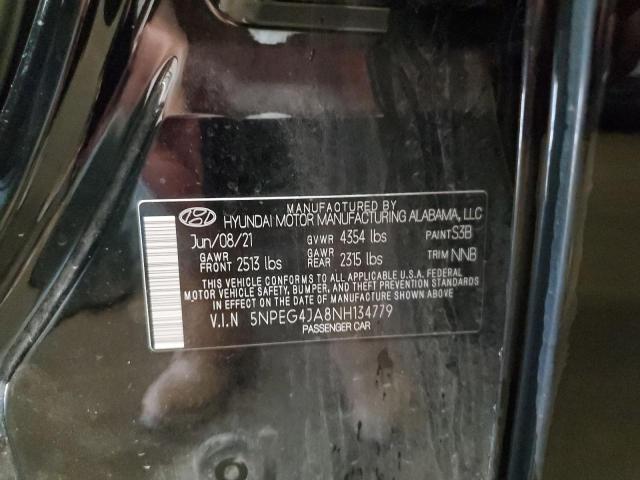 MANUFACTURED BY
HYUNDAI MOTOR MANUFACTURING ALABAMA, LLC
Jun/08/21 GVWR 4354 lbs PAINT S3B
GAWR FRONT 2513 lbs GAWR REAR 2315 lbs TRIM NNB
THIS VEHICLE CONFORMS TO ALL APPLICABLE U.S.A. FEDERAL
MOTOR VEHICLE SAFETY, BUMPER, AND THEFT PREVENTION STANDARDS
IN EFFECT ON THE DATE OF MANUFACTURE SHOWN ABOVE.
V.I.N 5NPEG4JA8NH134779
PASSENGER CAR